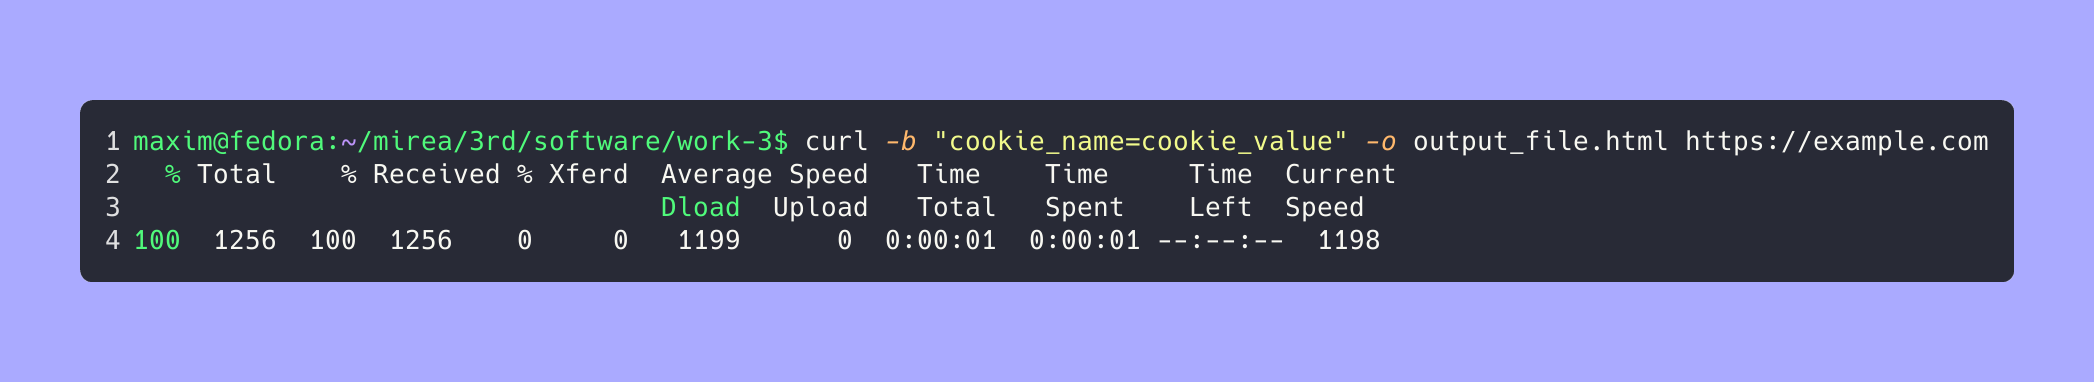 1 maxim@fedora:~/mirea/3rd/software/work-3$ curl -b "cookie_name=cookie_value" -o output_file.html https://example.com
2   % Total    % Received % Xferd  Average Speed   Time    Time     Time  Current
3                                  Dload  Upload   Total   Spent    Left  Speed
4 100  1256  100  1256    0     0   1199      0  0:00:01  0:00:01 --:--:--  1198